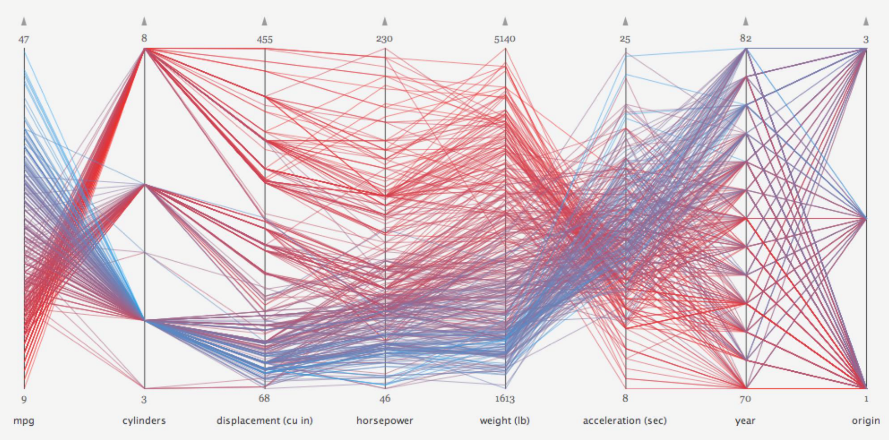 47 8 455 230 5140 25 82 3
9 3 68 46 1613 8 70 1
mpg cylinders displacement (cu in) horsepower weight (lb) acceleration (sec) year origin